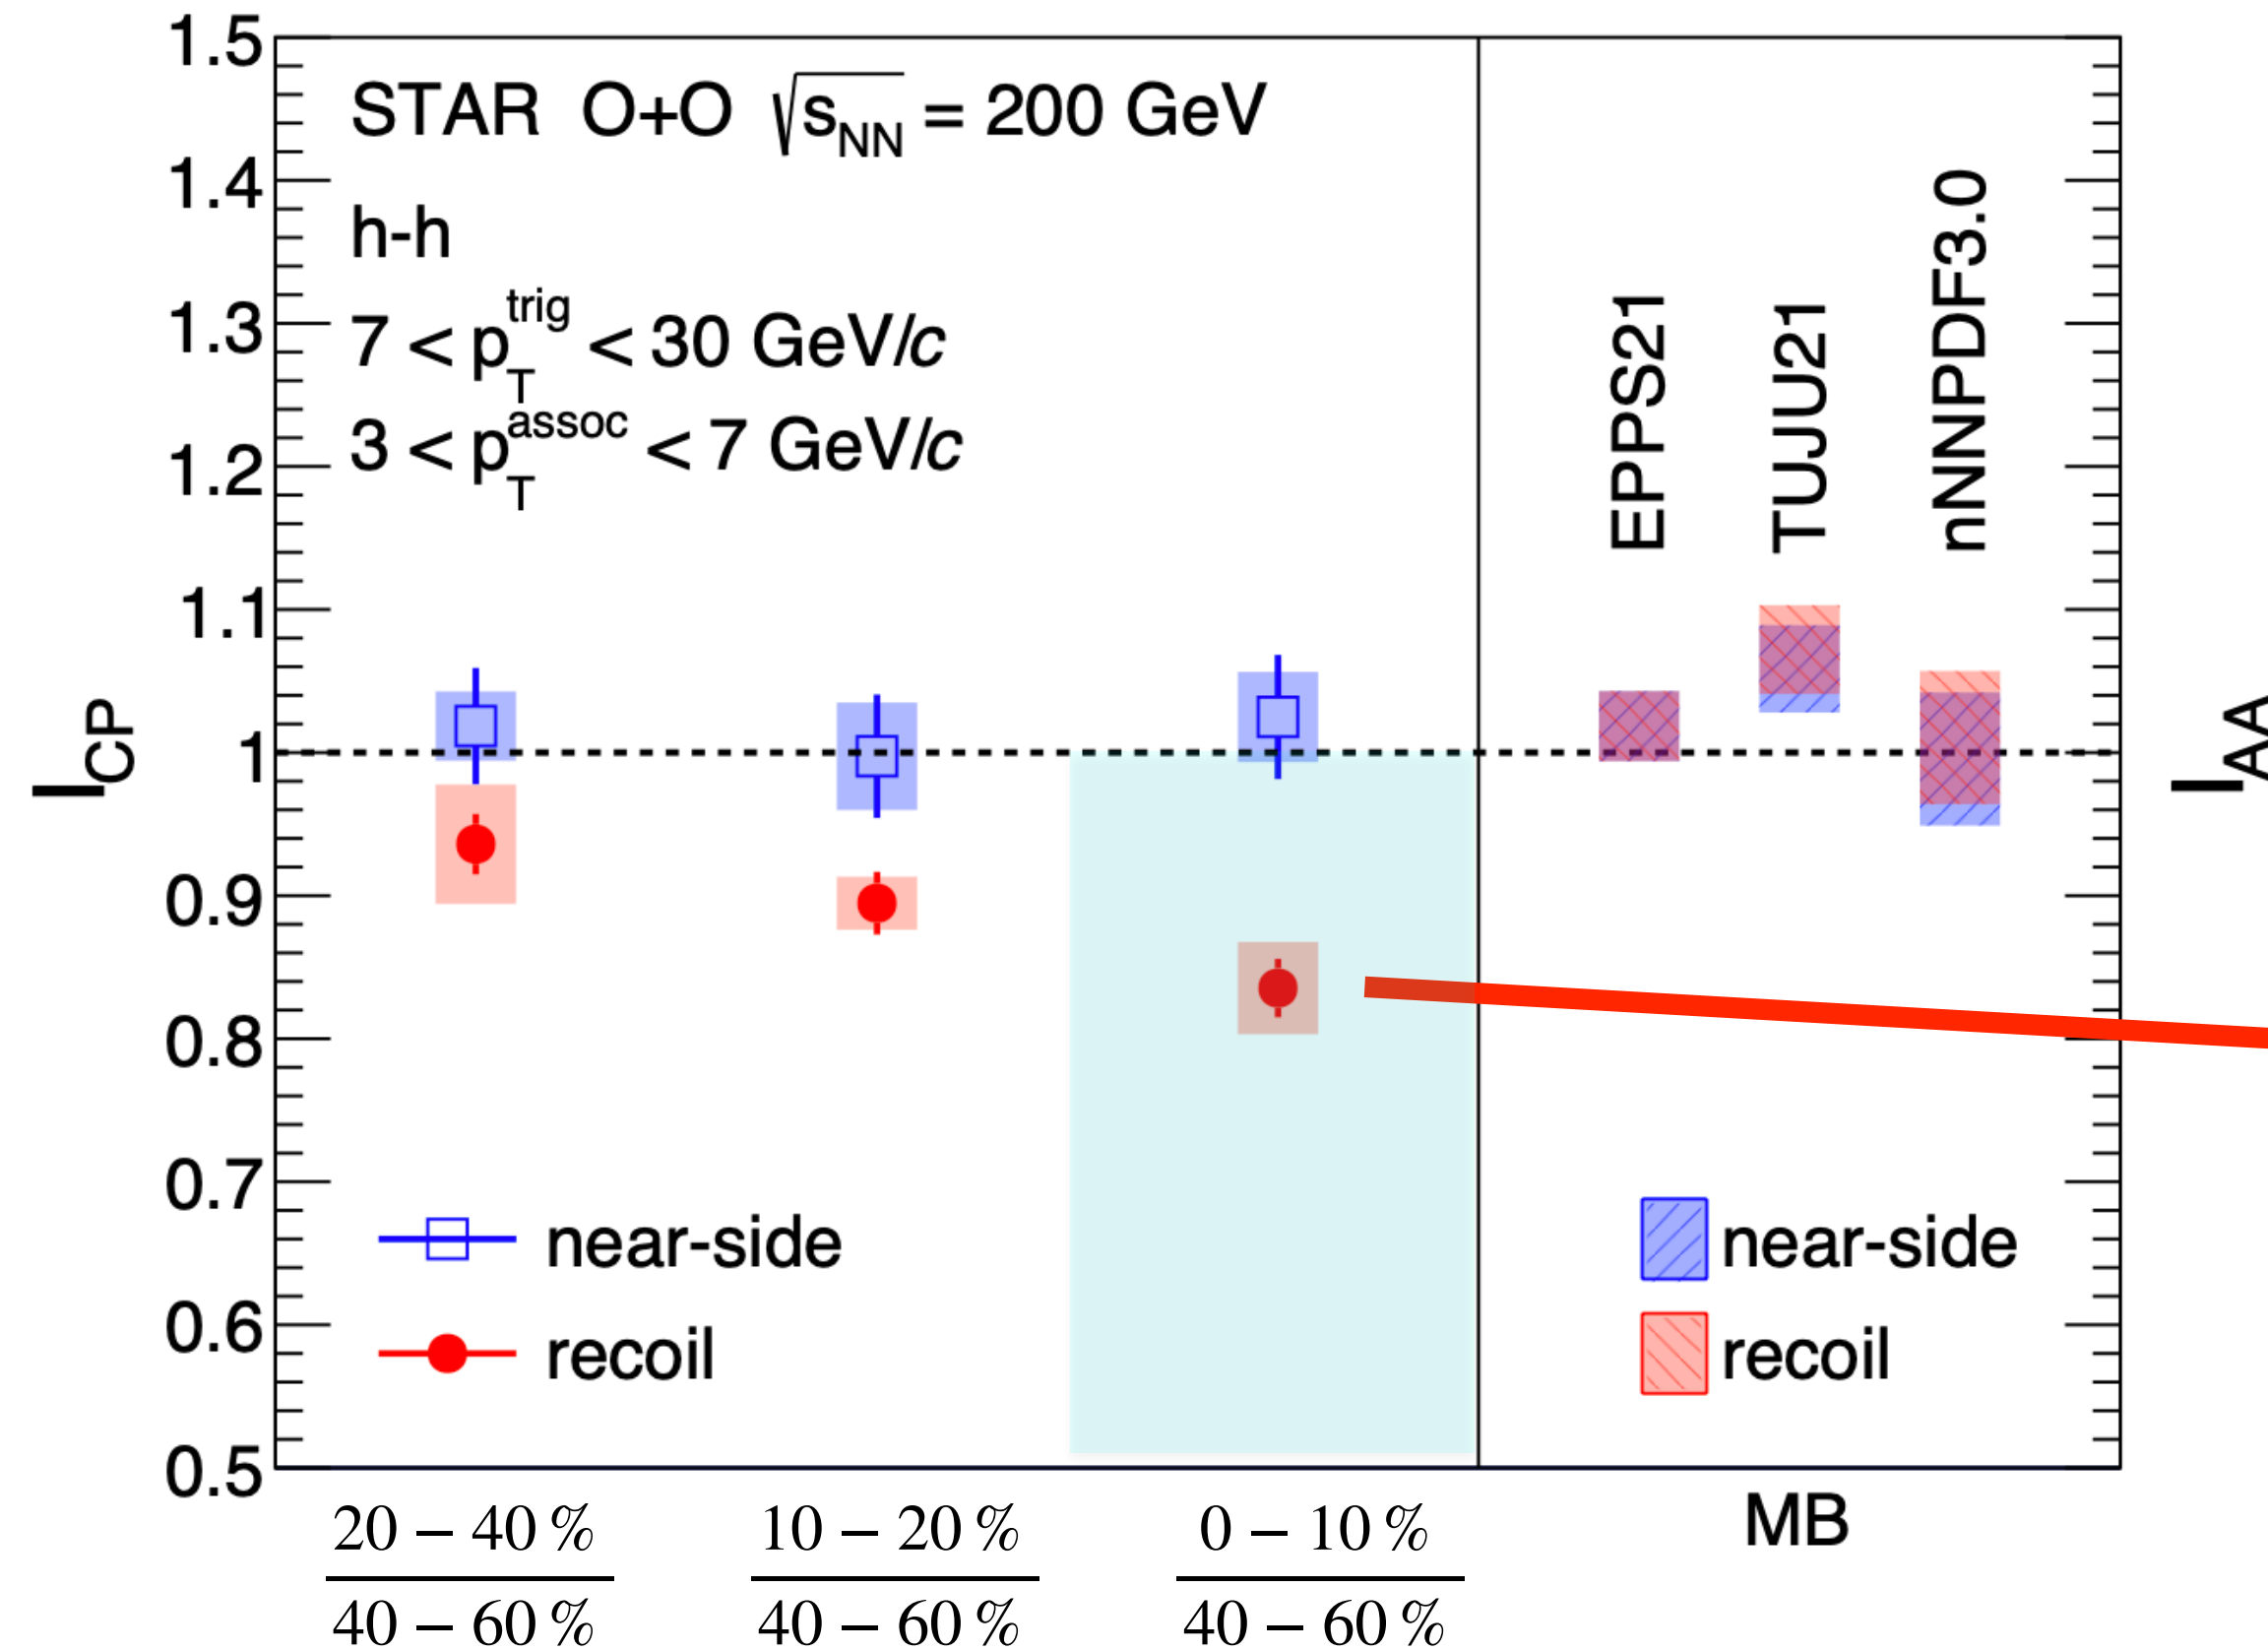 STAR O+O √sNN = 200 GeV
h-h
7 < pTtrig < 30 GeV/c
3 < pTassoc < 7 GeV/c
1.5
1.4
1.3
1.2
1.1
1
0.9
0.8
0.7
0.6
0.5
ICP
near-side
recoil
20 – 40 %
40 – 60 %
10 – 20 %
40 – 60 %
0 – 10 %
40 – 60 %
EPPS21
TUJU21
nNNPDF3.0
near-side
recoil
MB
IAA